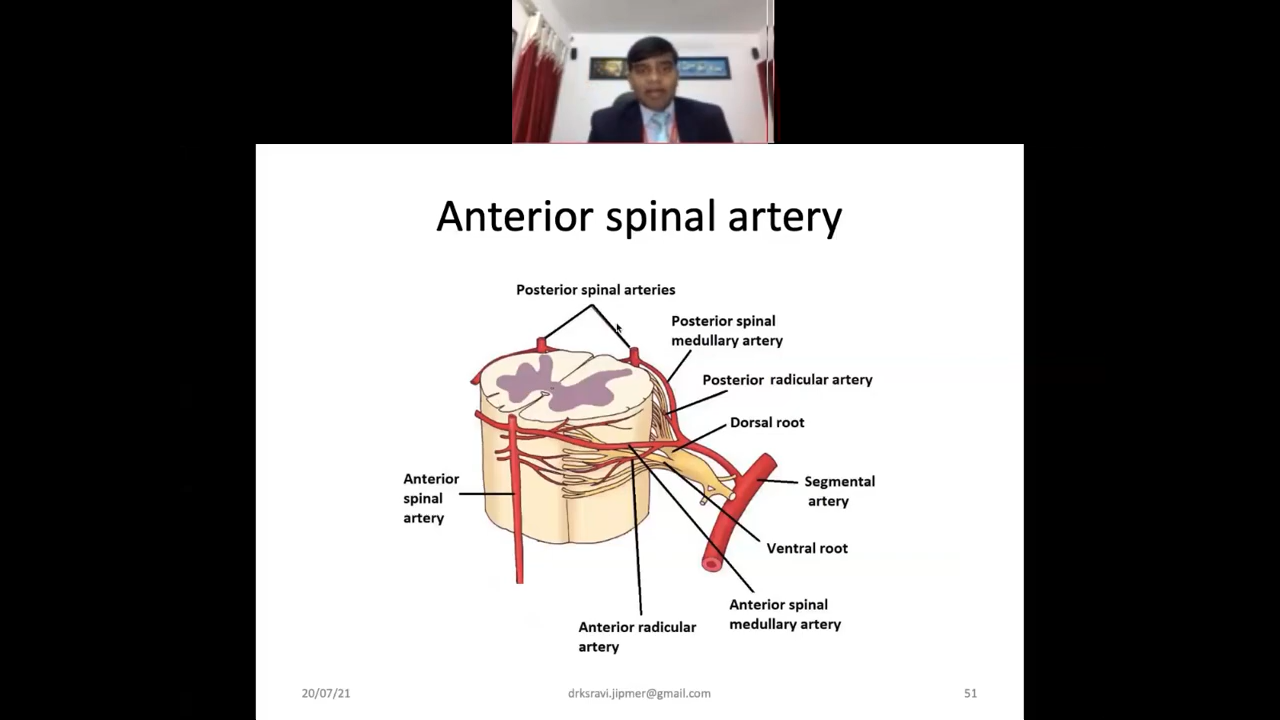 Anterior spinal artery
Posterior spinal arteries
Posterior spinal
medullary artery
Posterior radicular artery
Dorsal root
Anterior
spinal
artery
Segmental
artery
Ventral root
Anterior spinal
medullary artery
Anterior radicular
artery
20/07/21
drksravi.jipmer@gmail.com
51